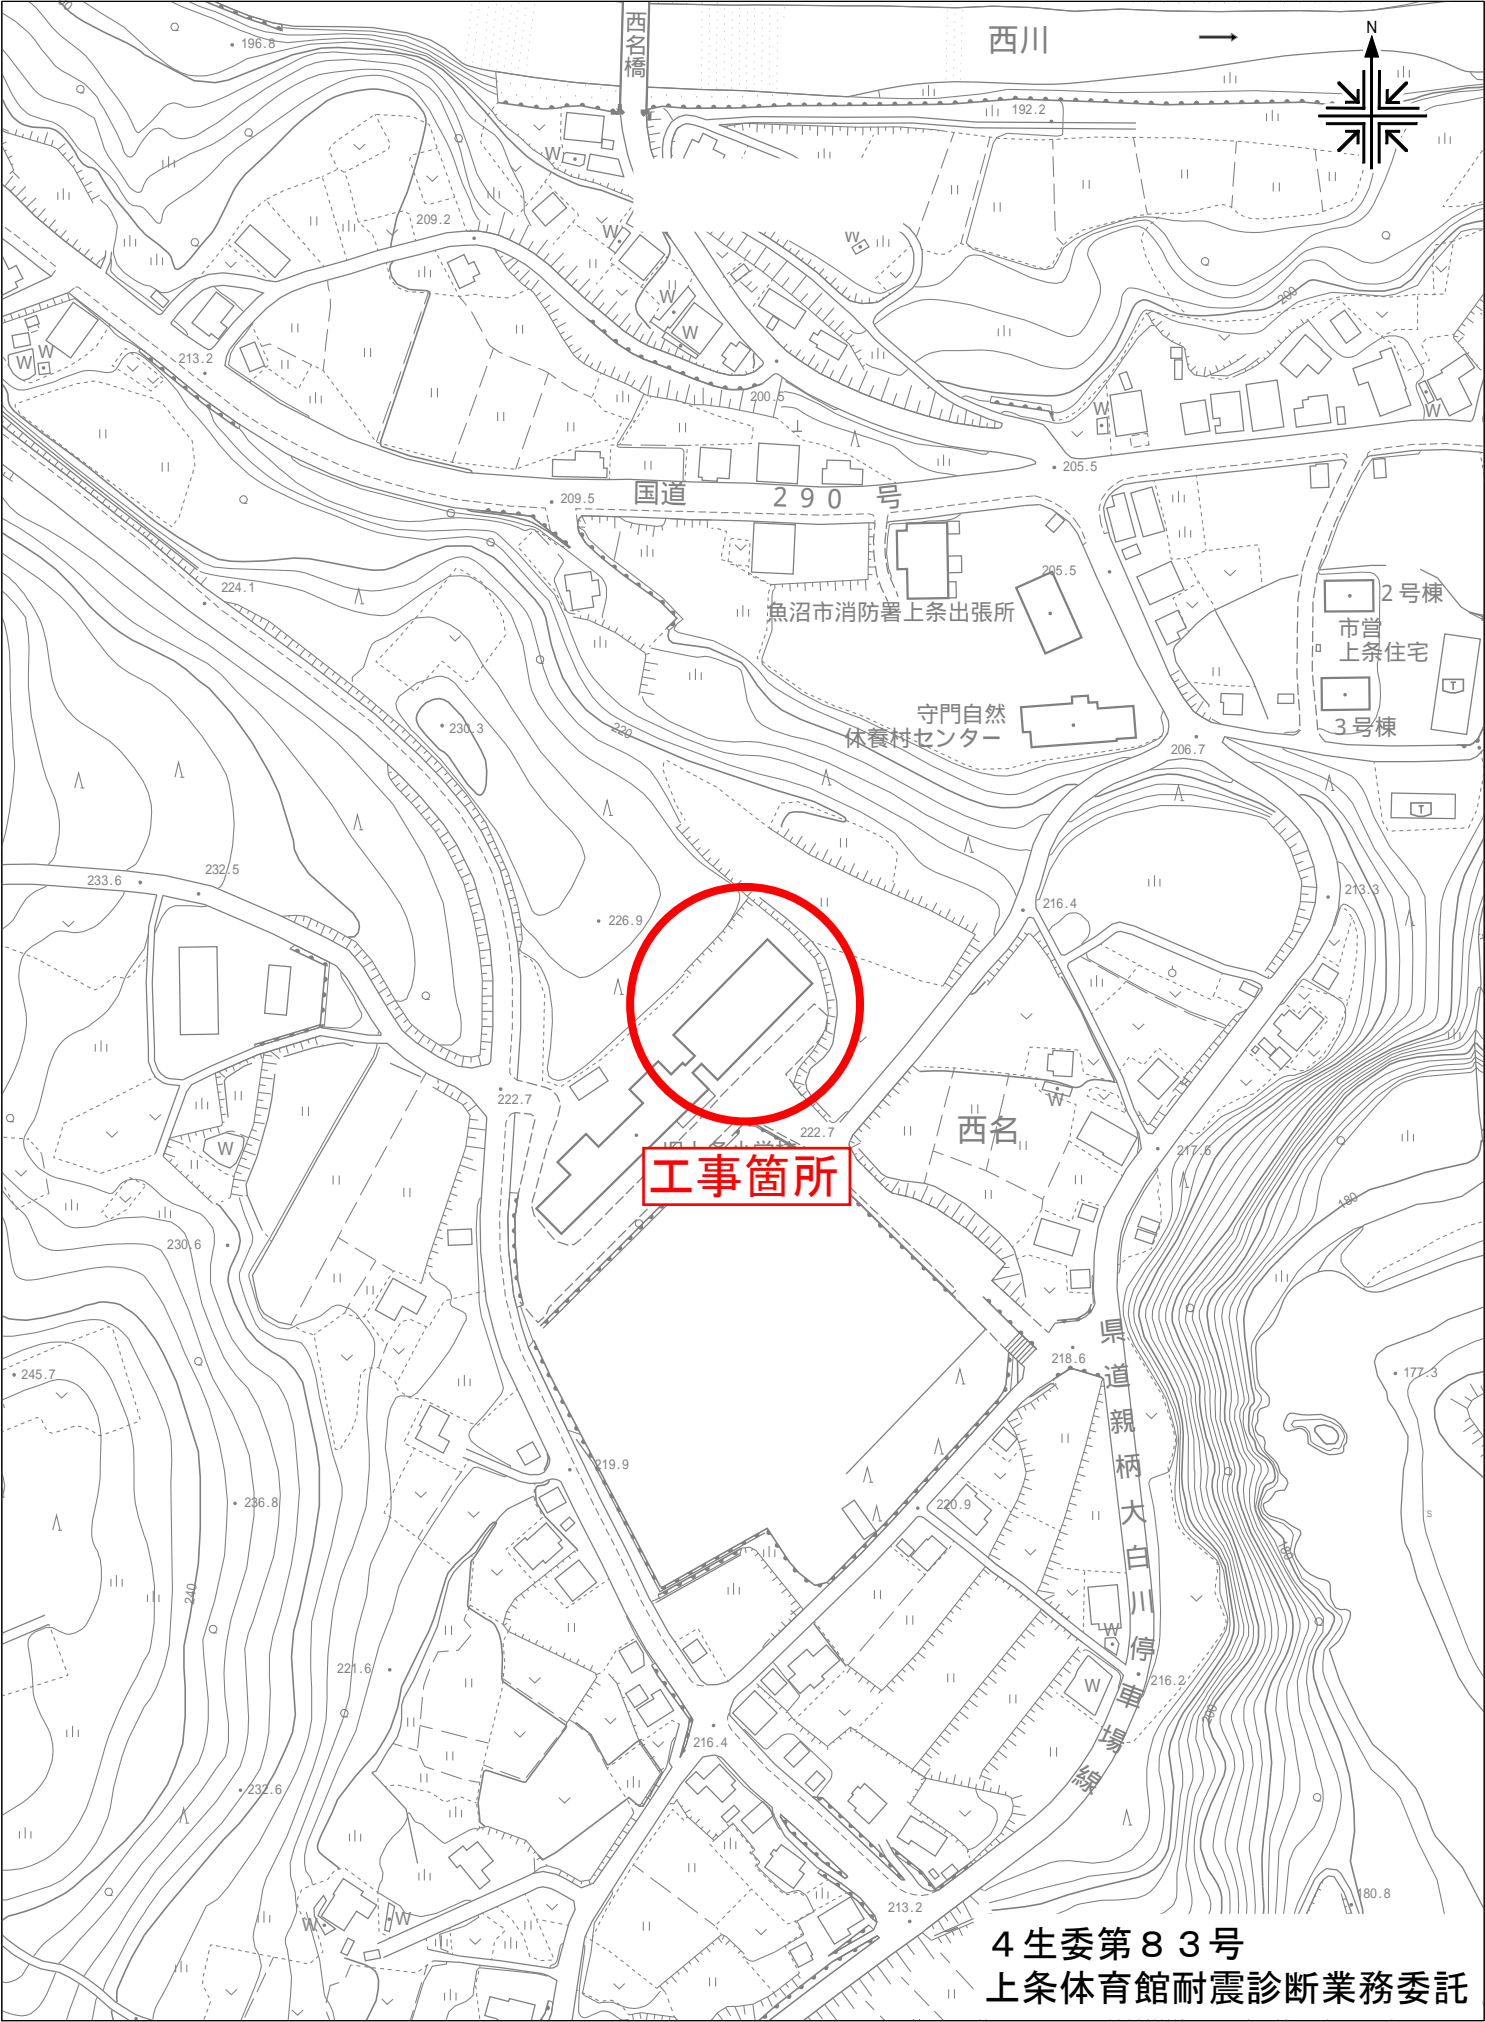 西名橋
西川
N
196.8
192.2
W
209.2
W
W
W
W
200
W
W
213.2
200.5
W
W
205.5
国道 290 号
209.5
205.5
224.1
魚沼市消防署上条出張所
2号棟
市営
上条住宅
T
守門自然
休養村センター
3号棟
230.3
220
206.7
T
232.5
233.6
213.3
216.4
226.9
222.7
W
222.7
西名
W
217.6
工事箇所
180
230.6
県道親柄大白川停車場線
218.6
245.7
177.3
219.9
236.8
220.9
s
180
240
W
221.6
W
216.2
200
216.4
232.6
180.8
W
W
213.2
4生委第83号
上条体育館耐震診断業務委託